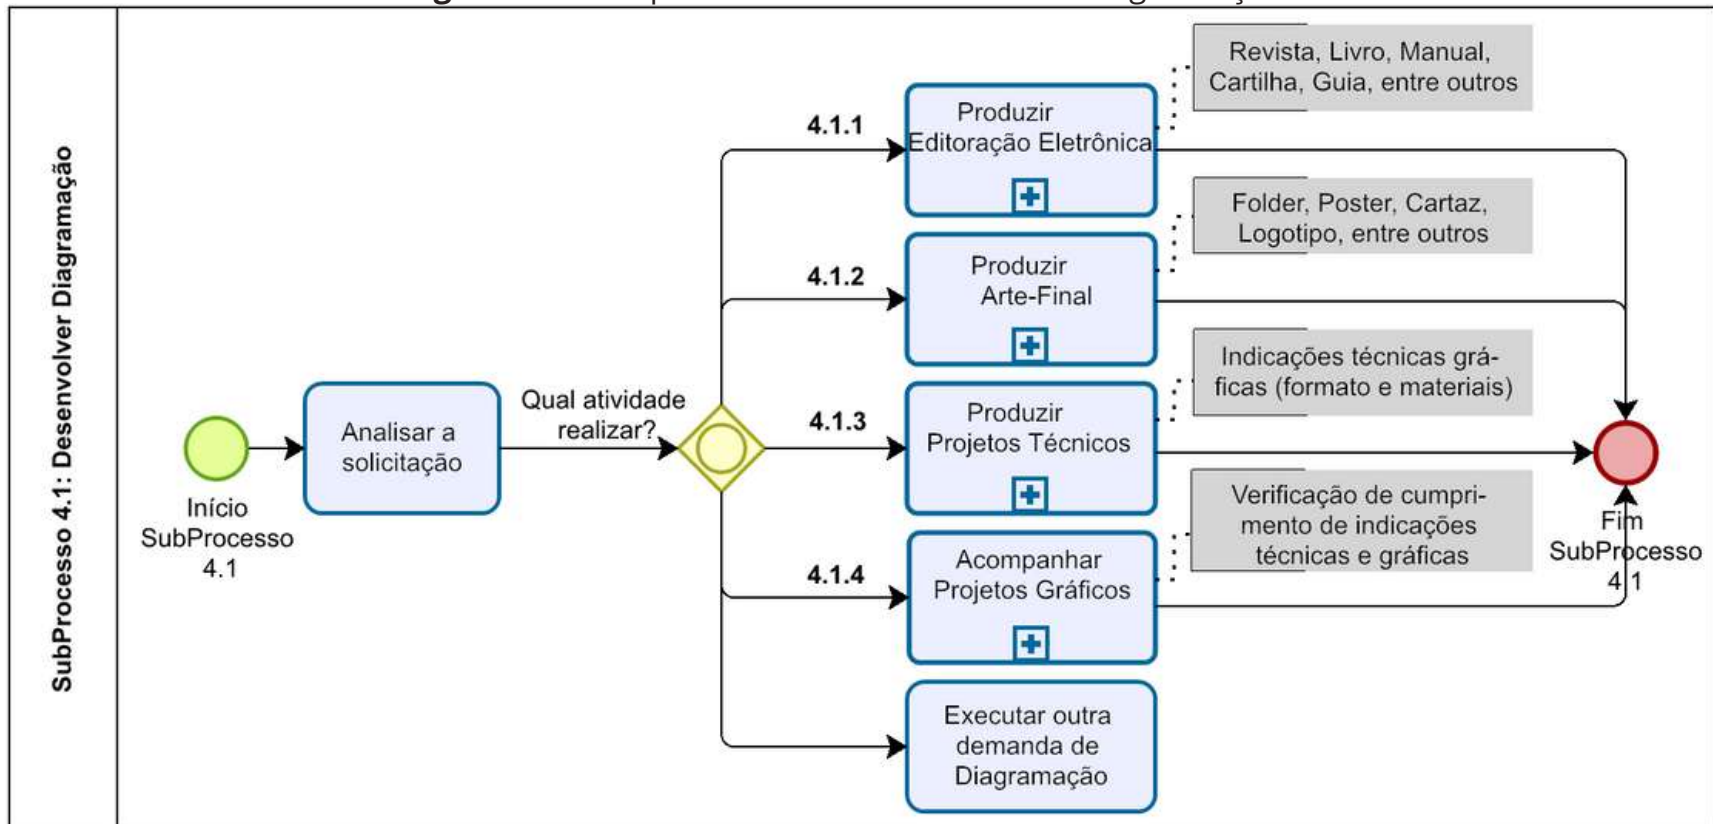 SubProcesso 4.1: Desenvolver Diagramação
Início
SubProcesso
4.1
Analisar a
solicitação
Qual atividade
realizar?
4.1.1
Produzir
Editoração Eletrônica
Revista, Livro, Manual,
Cartilha, Guia, entre outros
4.1.2
Produzir
Arte-Final
Folder, Poster, Cartaz,
Logotipo, entre outros
4.1.3
Produzir
Projetos Técnicos
Indicações técnicas grá-
ficas (formato e materiais)
4.1.4
Acompanhar
Projetos Gráficos
Verificação de cumpri-
mento de indicações
técnicas e gráficas
Executar outra
demanda de
Diagramação
Fim
SubProcesso
4.1